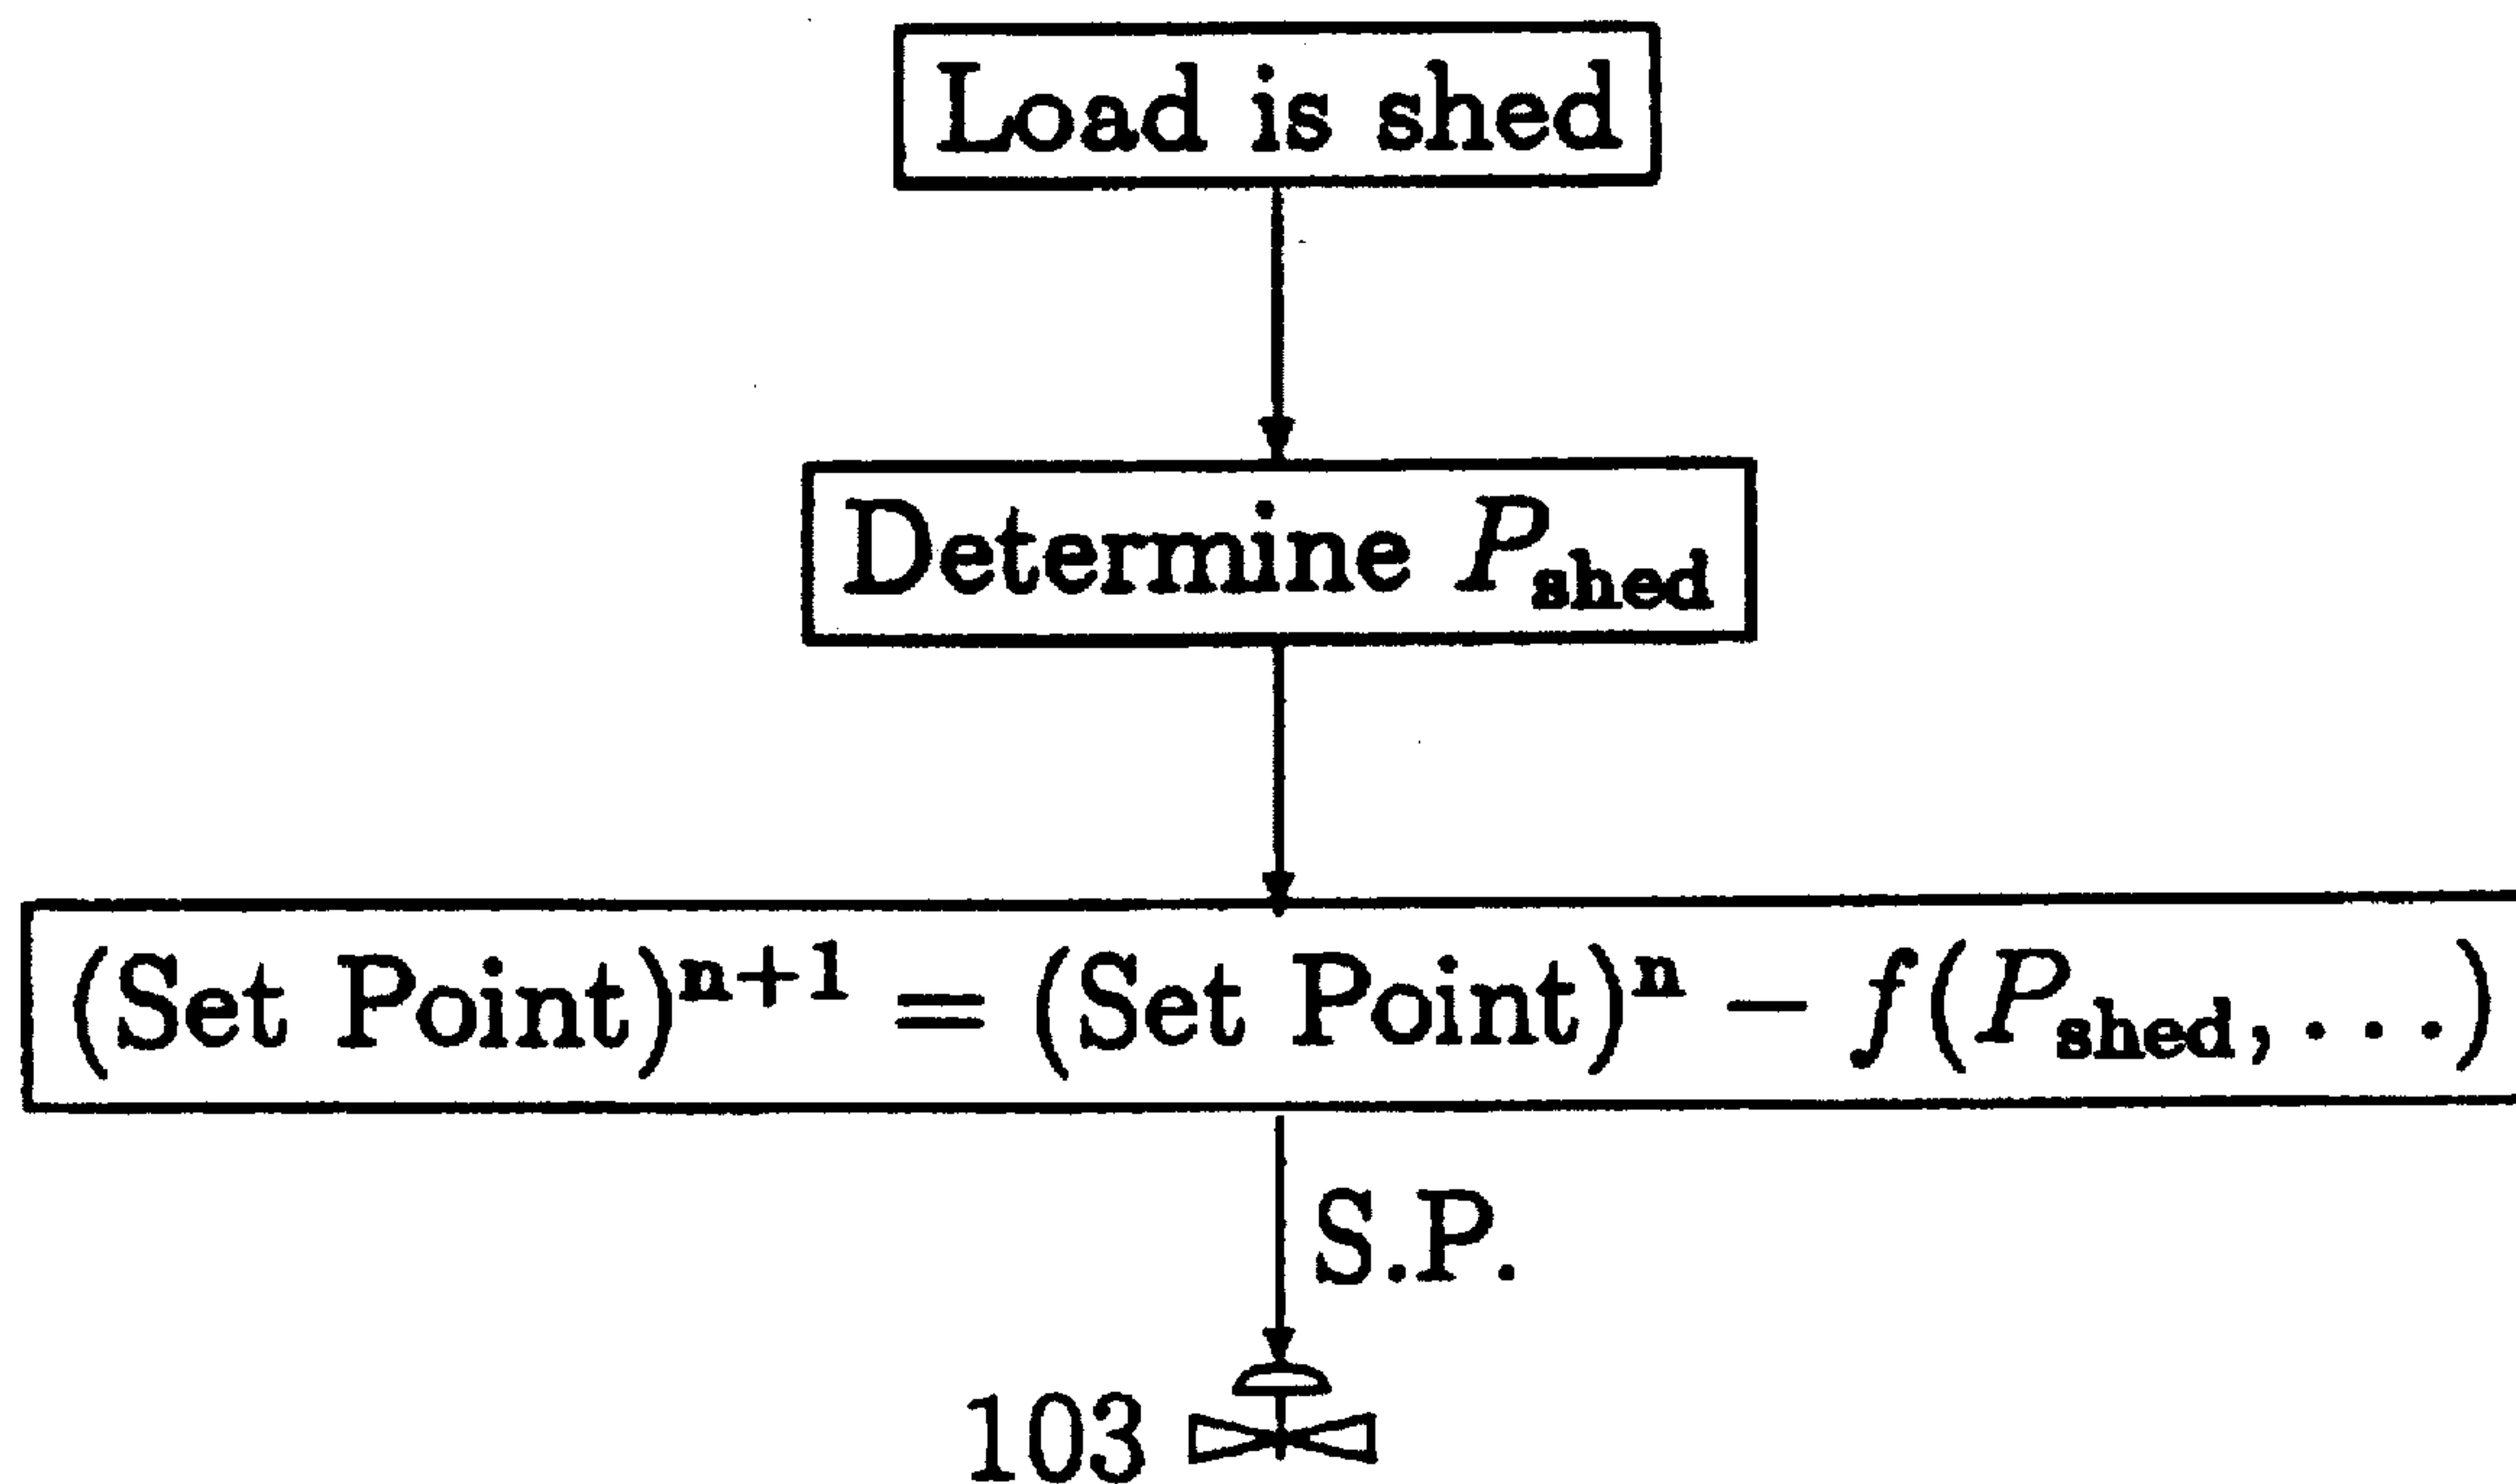 Load is shed
Determine P_shed
(Set Point)^n+1 = (Set Point)^n − f(P_shed, . . .)
S.P.
103